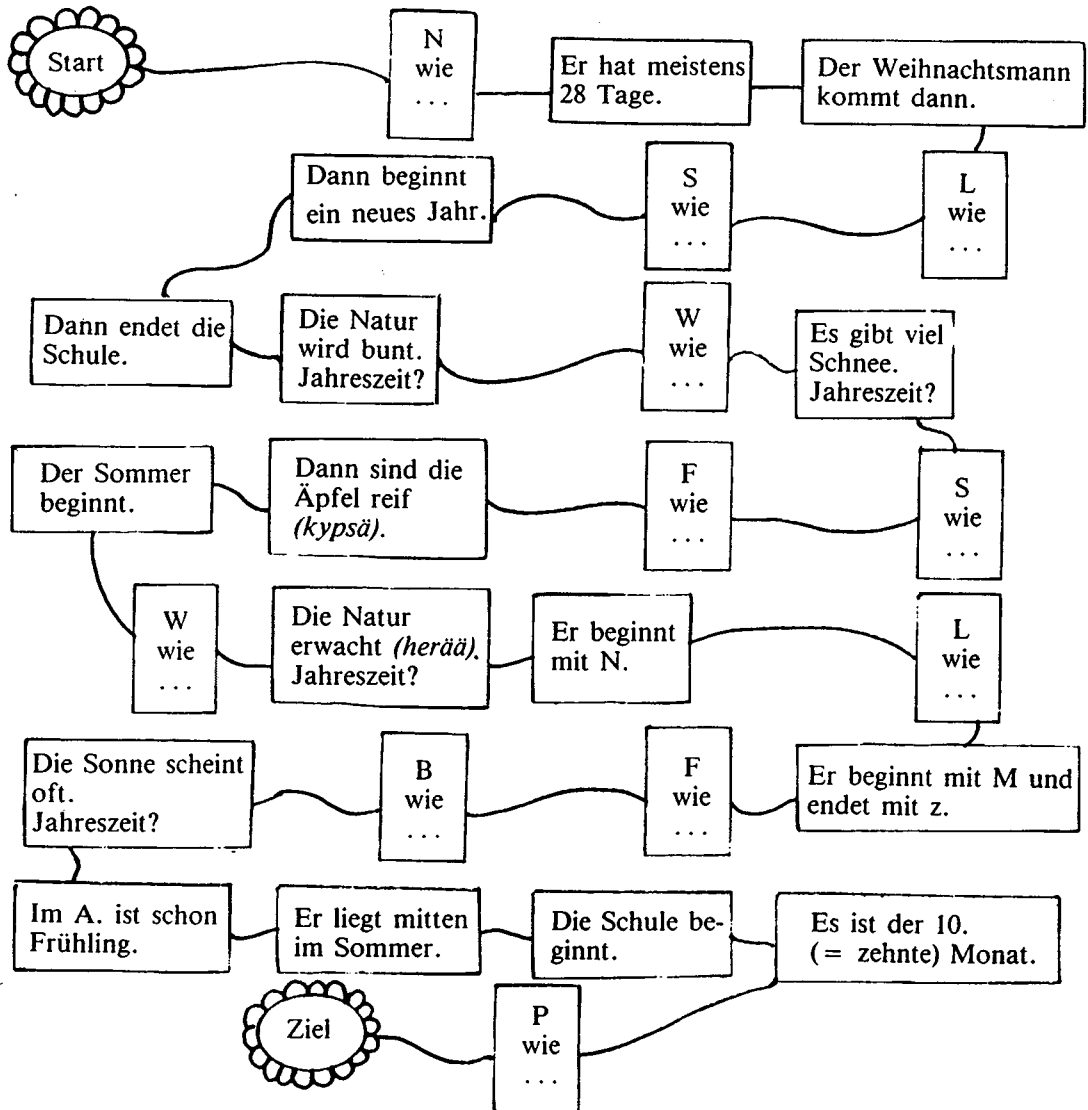 Start
N
wie
...
Er hat meistens
28 Tage.
Der Weihnachtsmann
kommt dann.
L
wie
...
S
wie
...
Dann beginnt
ein neues Jahr.
Dann endet die
Schule.
Die Natur
wird bunt.
Jahreszeit?
W
wie
...
Es gibt viel
Schnee.
Jahreszeit?
S
wie
...
F
wie
...
Dann sind die
Äpfel reif
(kypsä).
Der Sommer
beginnt.
W
wie
...
Die Natur
erwacht (herää).
Jahreszeit?
Er beginnt
mit N.
L
wie
...
Er beginnt mit M und
endet mit z.
F
wie
...
B
wie
...
Die Sonne scheint
oft.
Jahreszeit?
Im A. ist schon
Frühling.
Er liegt mitten
im Sommer.
Die Schule be-
ginnt.
Es ist der 10.
(= zehnte) Monat.
P
wie
...
Ziel